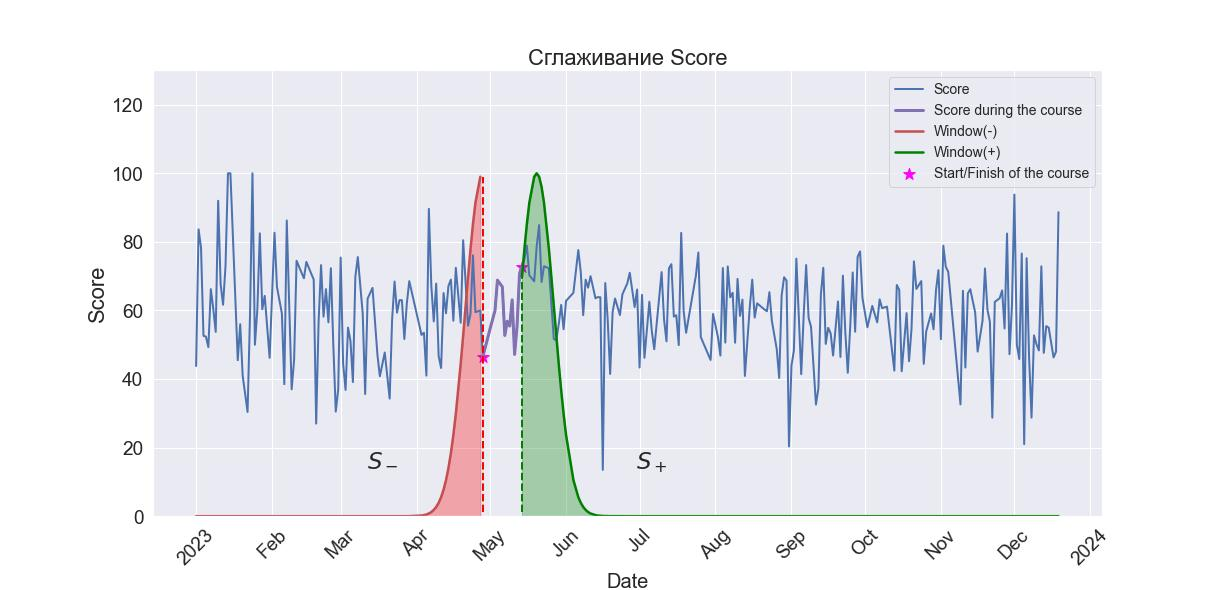 Сглаживание Score
Score
Score during the course
Window(-)
Window(+)
Start/Finish of the course
120
100
80
60
40
20
0
Score
S−
S+
2023
Feb
Mar
Apr
May
Jun
Jul
Aug
Sep
Oct
Nov
Dec
2024
Date